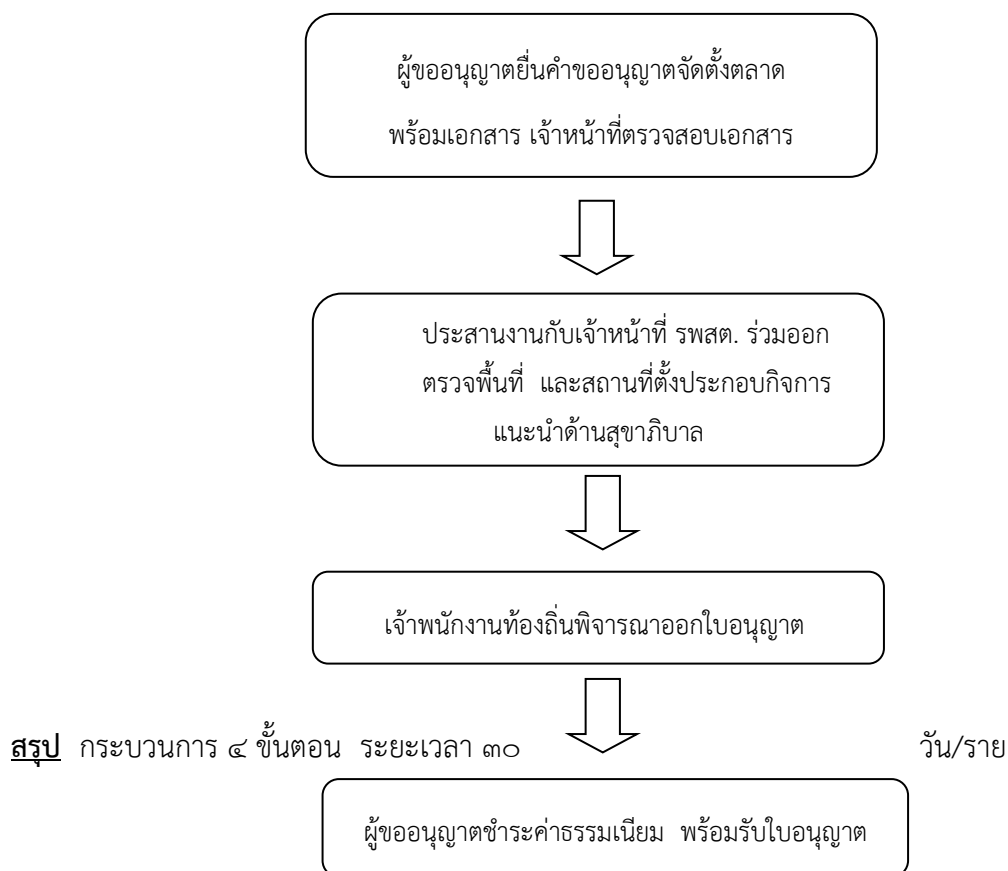 ผู้ขออนุญาตยื่นคำขออนุญาตจัดตั้งตลาด
พร้อมเอกสาร เจ้าหน้าที่ตรวจสอบเอกสาร
ประสานงานกับเจ้าหน้าที่ รพสต. ร่วมออก
ตรวจพื้นที่ และสถานที่ตั้งประกอบกิจการ
แนะนำด้านสุขาภิบาล
เจ้าพนักงานท้องถิ่นพิจารณาออกใบอนุญาต
สรุป กระบวนการ ๔ ขั้นตอน ระยะเวลา ๓๐ วัน/ราย
ผู้ขออนุญาตชำระค่าธรรมเนียม พร้อมรับใบอนุญาต